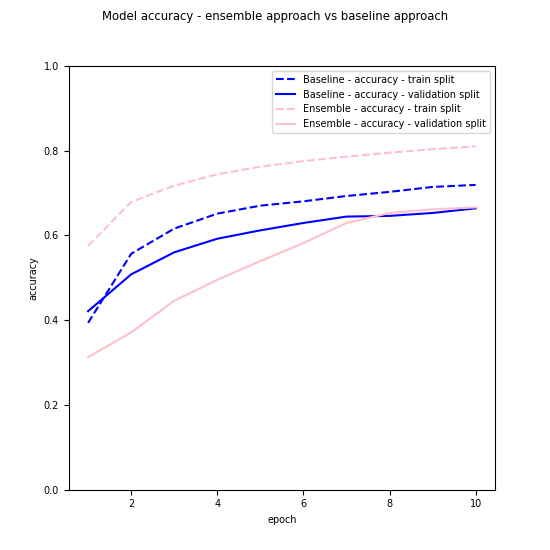 Model accuracy - ensemble approach vs baseline approach
1.0
0.8
0.6
0.4
0.2
0.0
accuracy
Baseline - accuracy - train split
Baseline - accuracy - validation split
Ensemble - accuracy - train split
Ensemble - accuracy - validation split
2
4
6
8
10
epoch